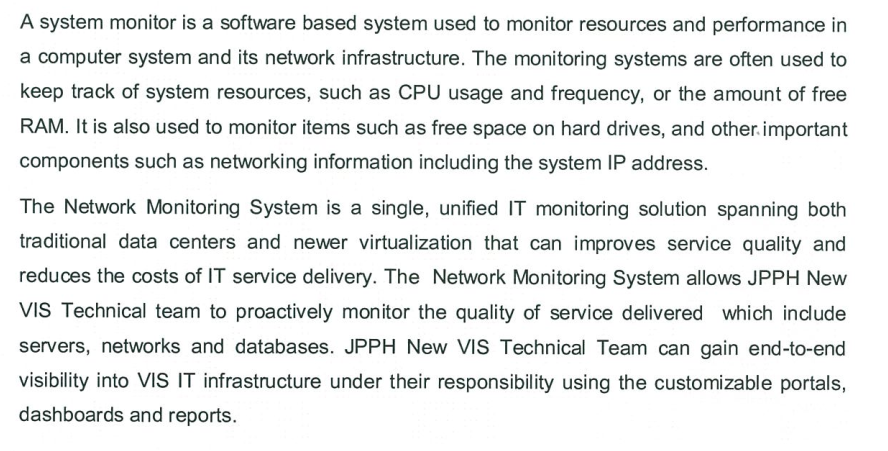 A system monitor is a software based system used to monitor resources and performance in
a computer system and its network infrastructure. The monitoring systems are often used to
keep track of system resources, such as CPU usage and frequency, or the amount of free
RAM. It is also used to monitor items such as free space on hard drives, and other important
components such as networking information including the system IP address.
The Network Monitoring System is a single, unified IT monitoring solution spanning both
traditional data centers and newer virtualization that can improves service quality and
reduces the costs of IT service delivery. The  Network Monitoring System allows JPPH New
VIS Technical team to proactively monitor the quality of service delivered  which include
servers, networks and databases. JPPH New VIS Technical Team can gain end-to-end
visibility into VIS IT infrastructure under their responsibility using the customizable portals,
dashboards and reports.